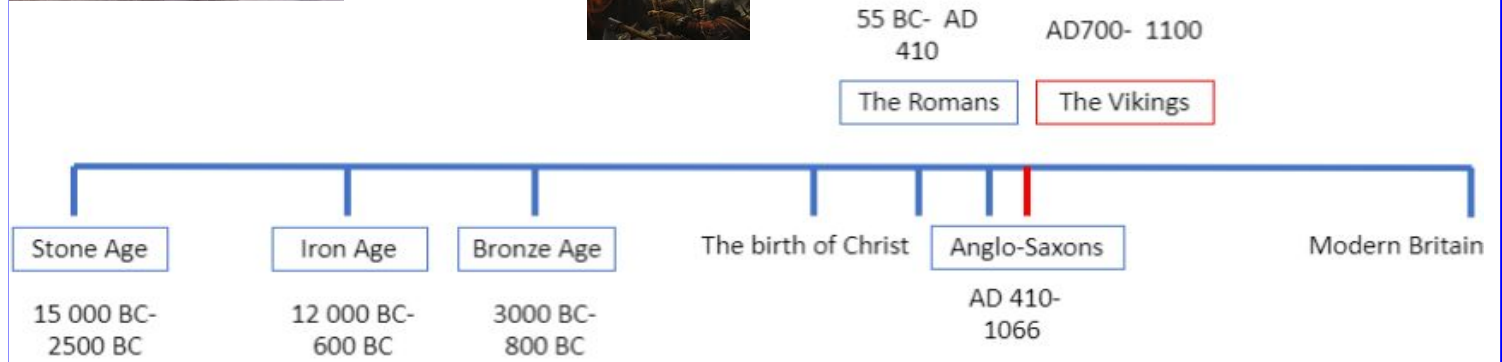 55 BC- AD
410
AD700- 1100
The Romans
The Vikings
Stone Age
Iron Age
Bronze Age
The birth of Christ
Anglo-Saxons
Modern Britain
15 000 BC-
2500 BC
12 000 BC-
600 BC
3000 BC-
800 BC
AD 410-
1066